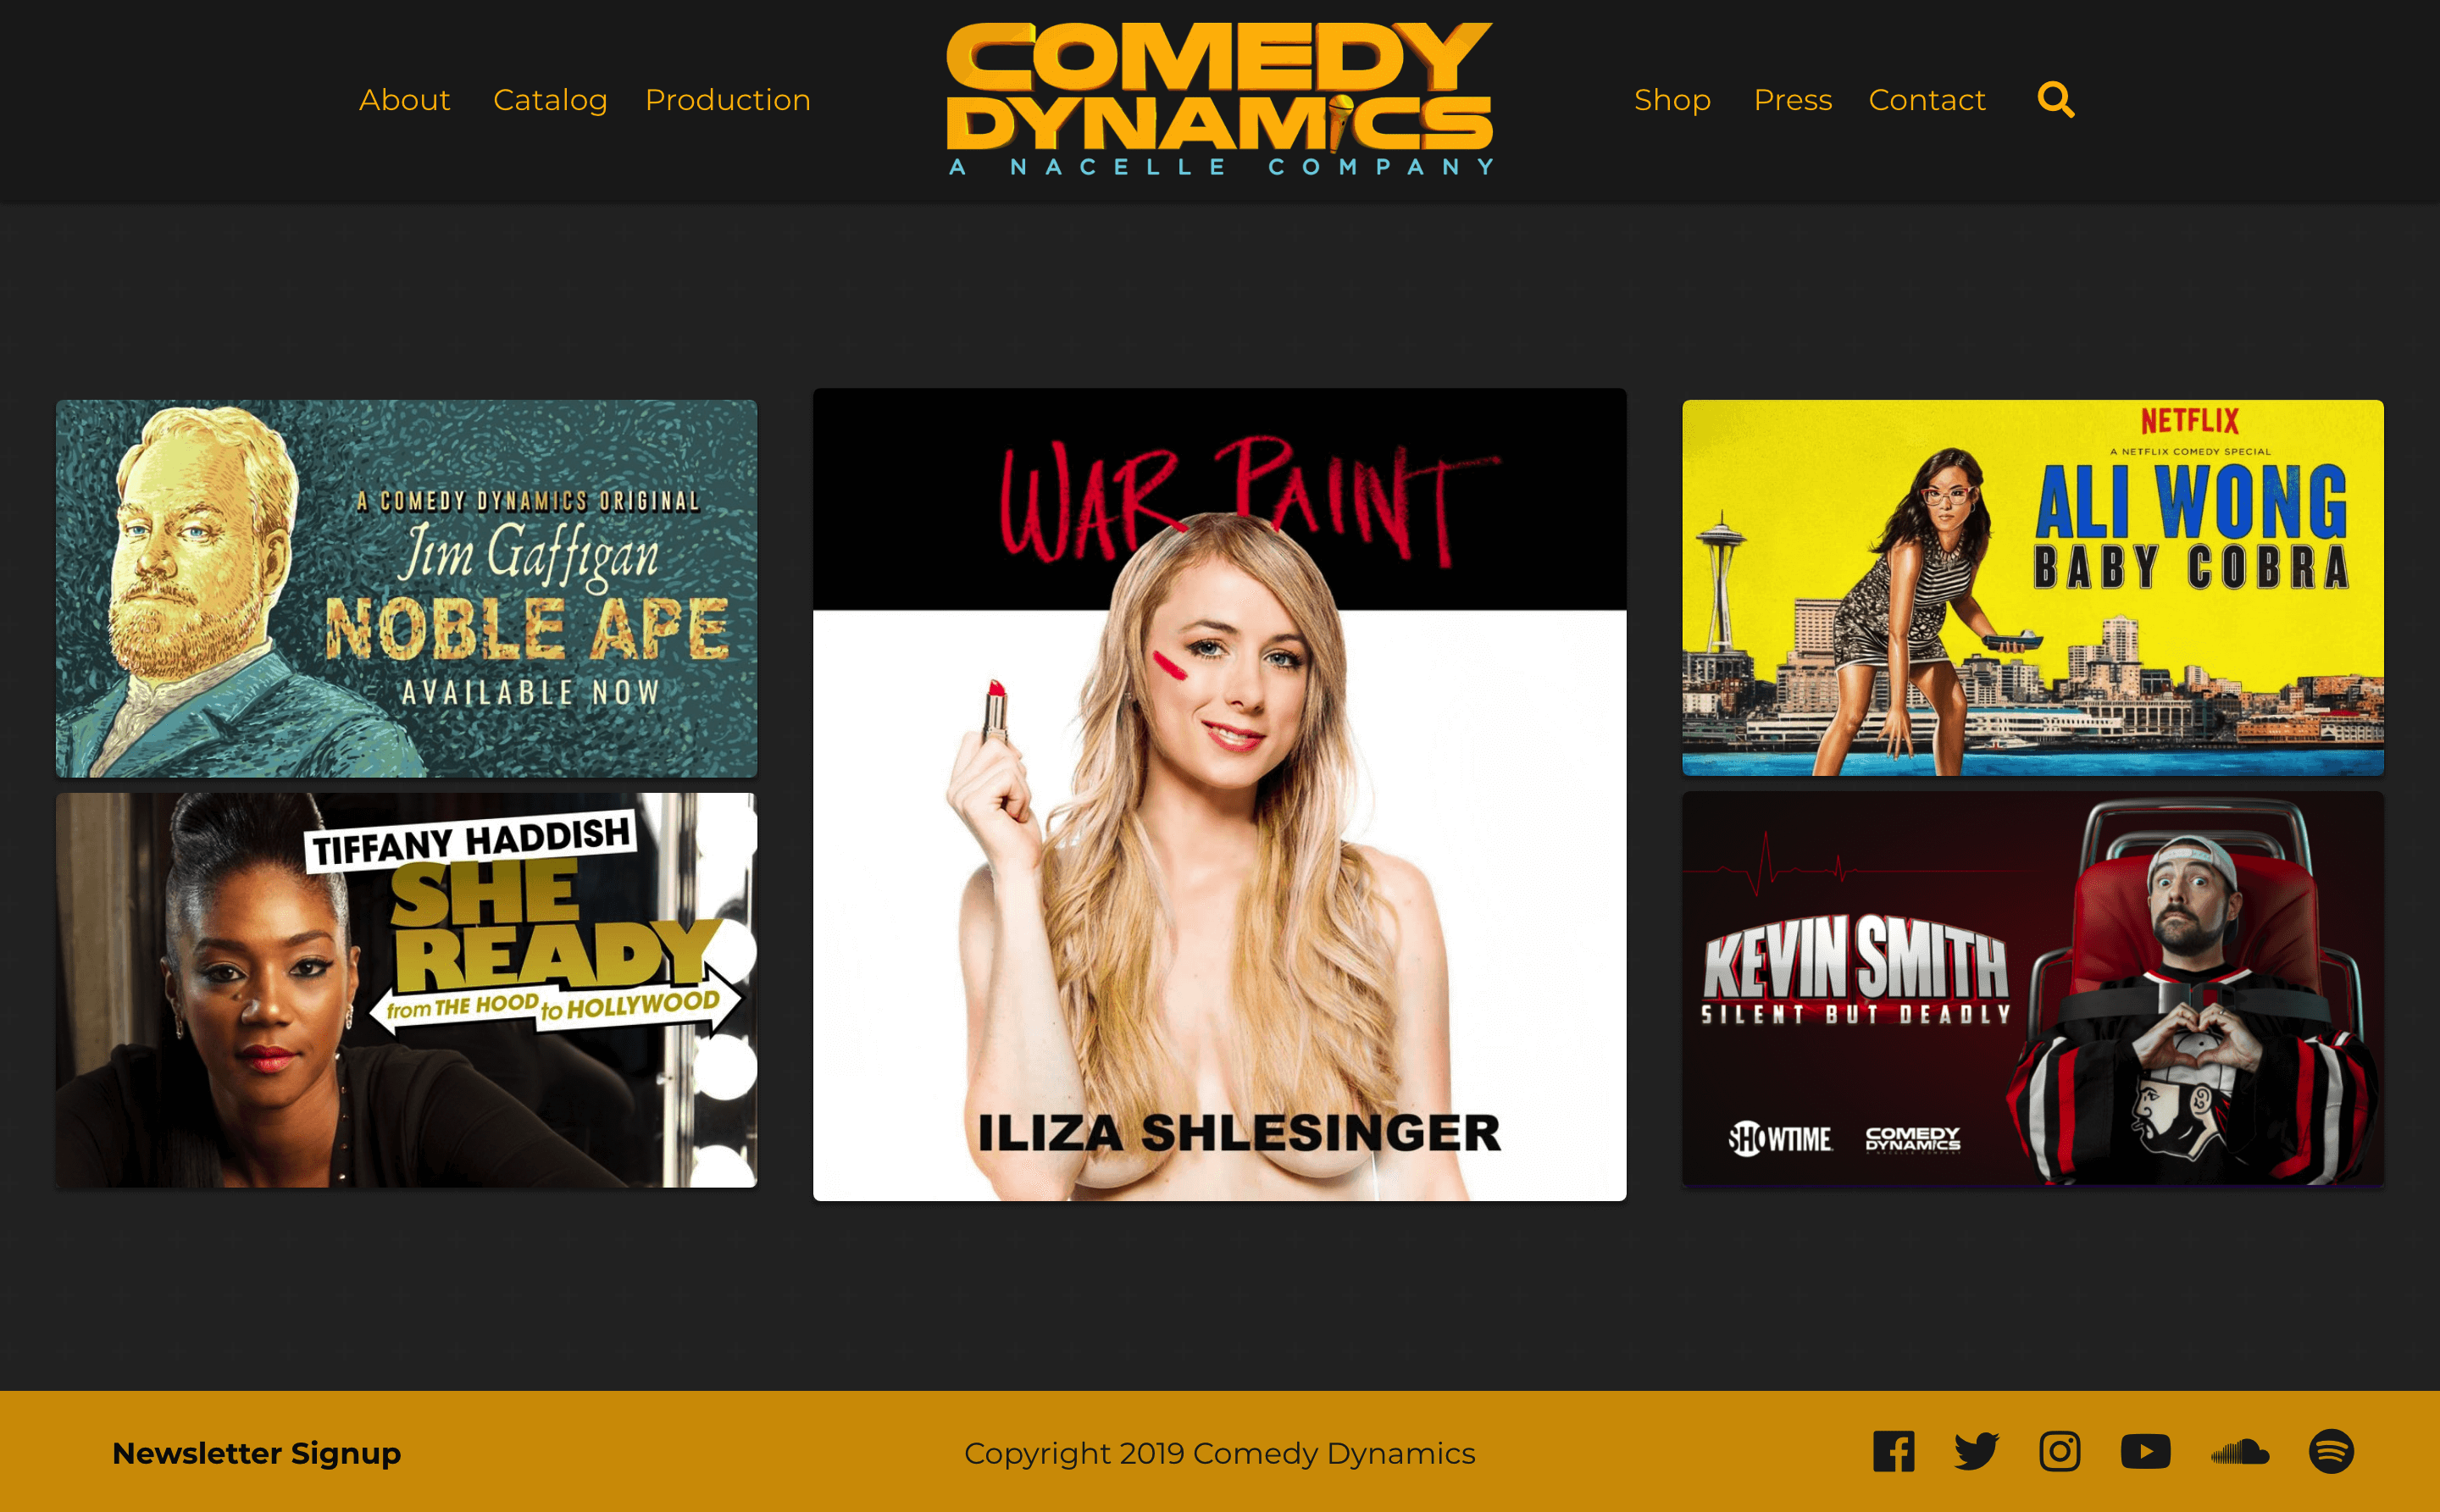 About
Catalog
Production
COMEDY
DYNAMICS
A NACELLE COMPANY
Shop
Press
Contact
A COMEDY DYNAMICS ORIGINAL
Jim Gaffigan
NOBLE APE
AVAILABLE NOW
TIFFANY HADDISH
SHE
READY
from THE HOOD to HOLLYWOOD
WAR PAINT
ILIZA SHLESINGER
NETFLIX
A NETFLIX COMEDY SPECIAL
ALI WONG
BABY COBRA
KEVIN SMITH
SILENT BUT DEADLY
SHOWTIME
COMEDY
DYNAMICS
A NACELLE COMPANY
Newsletter Signup
Copyright 2019 Comedy Dynamics